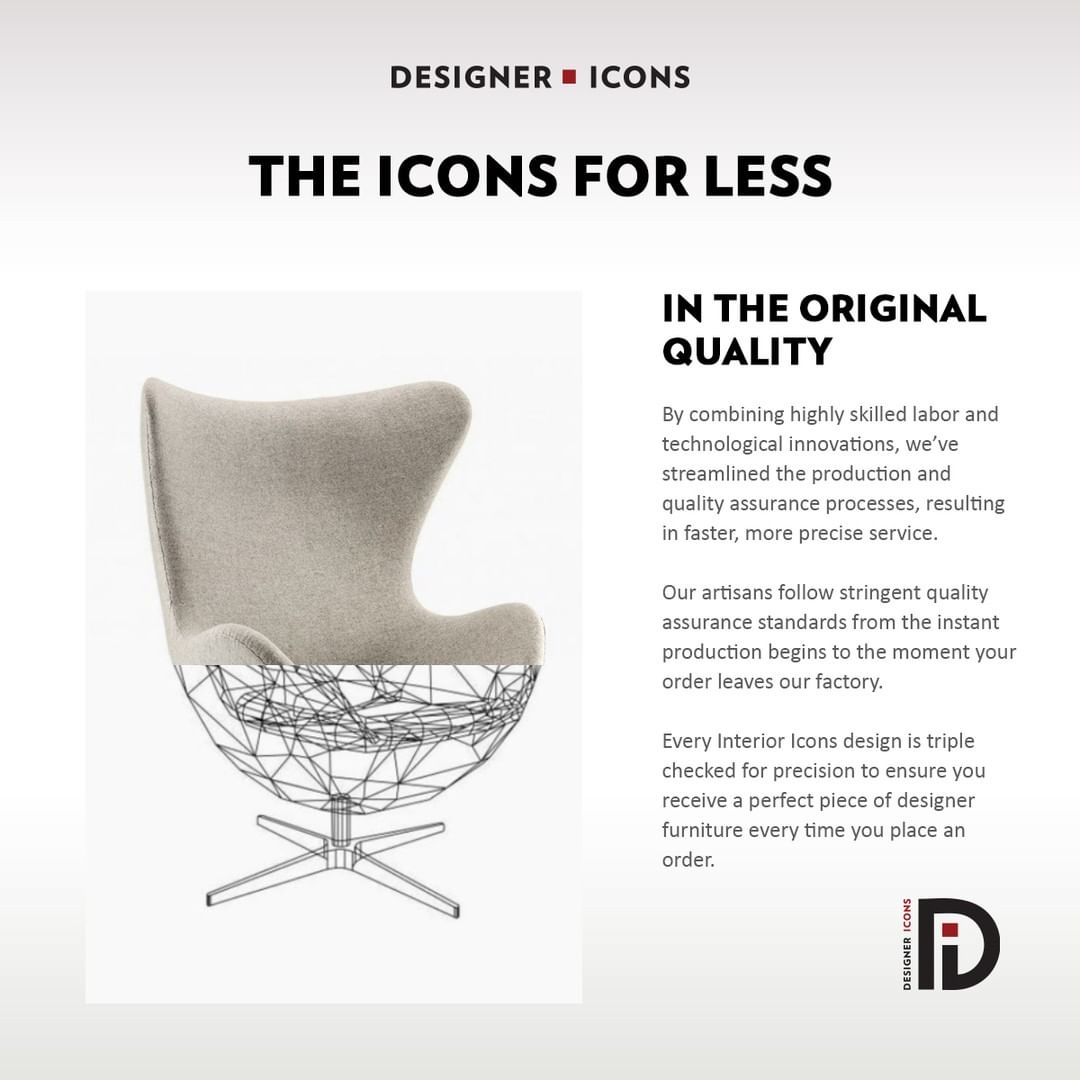 DESIGNER ■ ICONS
THE ICONS FOR LESS
IN THE ORIGINAL
QUALITY
By combining highly skilled labor and
technological innovations, we’ve
streamlined the production and
quality assurance processes, resulting
in faster, more precise service.
Our artisans follow stringent quality
assurance standards from the instant
production begins to the moment your
order leaves our factory.
Every Interior Icons design is triple
checked for precision to ensure you
receive a perfect piece of designer
furniture every time you place an
order.
DESIGNER ICONS
Di